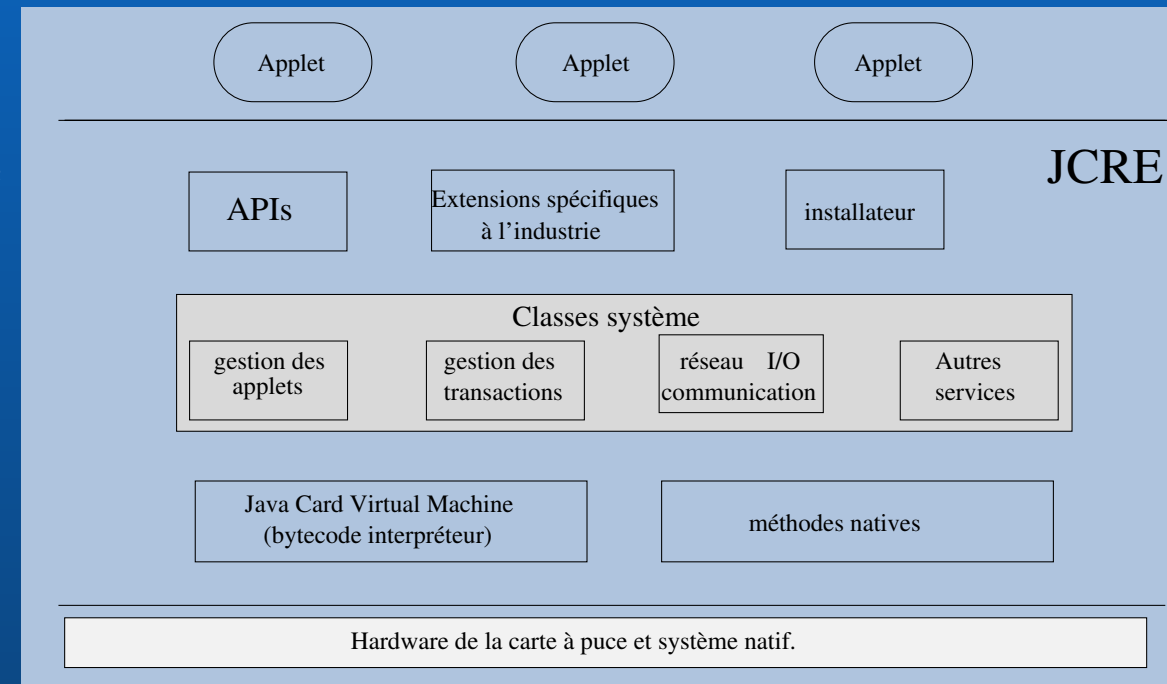 Applet
Applet
Applet
JCRE
APIs
Extensions spécifiques
à l'industrie
installateur
Classes système
gestion des
applets
gestion des
transactions
réseau I/O
communication
Autres
services
Java Card Virtual Machine
(bytecode interpréteur)
méthodes natives
Hardware de la carte à puce et système natif.